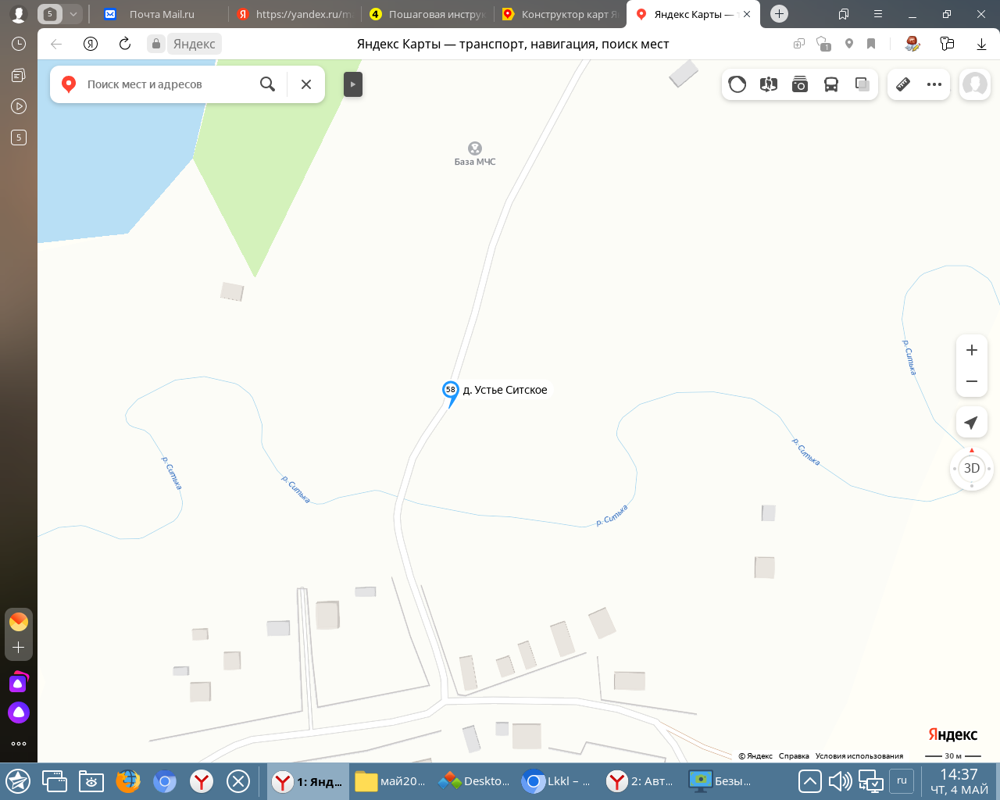 5
Почта Mail.ru
https://yandex.ru/m
4
Пошаговая инструк
Конструктор карт Я
Яндекс Карты — т
Я
Яндекс
Яндекс Карты — транспорт, навигация, поиск мест
1
Поиск мест и адресов
5
База МЧС
р. Ситька
58
д. Устье Ситское
р. Ситька
р. Ситька
р. Ситька
р. Ситька
3D
Яндекс
© Яндекс Справка Условия использования
30 м
1: Янд...
май20...
Deskto...
Lkkl – ...
2: Авт...
Безы...
ru
14:37
ЧТ, 4 МАЙ